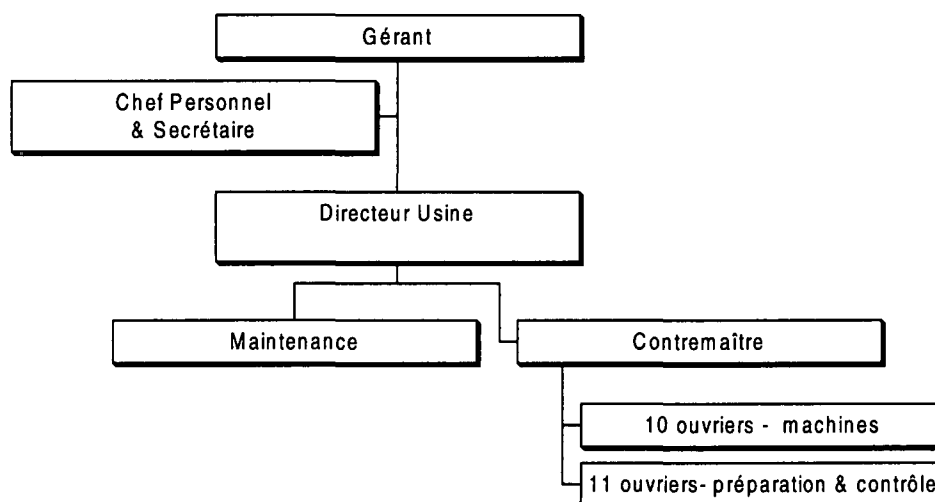 Gérant
Chef Personnel
& Secrétaire
Directeur Usine
Maintenance
Contremaître
10 ouvriers - machines
11 ouvriers- préparation & contrôle